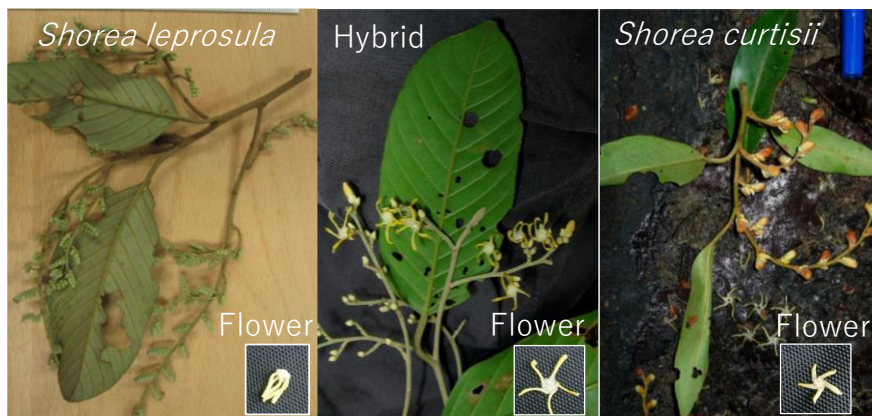 Shorea leprosula
Hybrid
Shorea curtisii
Flower
Flower
Flower